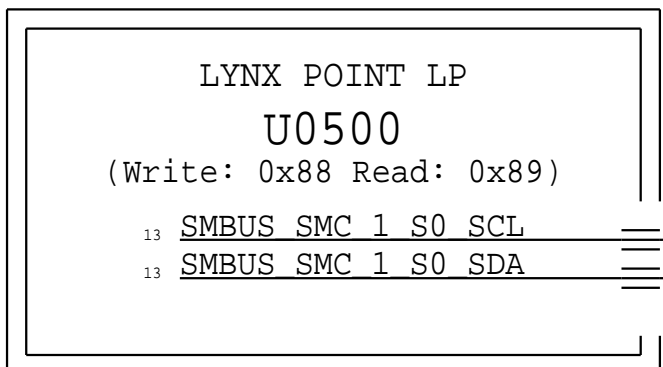 LYNX POINT LP
U0500
(Write: 0x88 Read: 0x89)
13 SMBUS_SMC_1_S0_SCL
13 SMBUS_SMC_1_S0_SDA